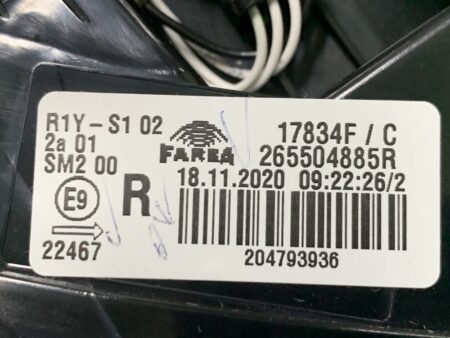 R1Y-S1 02
2a 01
SM2 00
E9
22467
R
FARBA
17834F / C
265504885R
18.11.2020 09:22:26/2
204793936